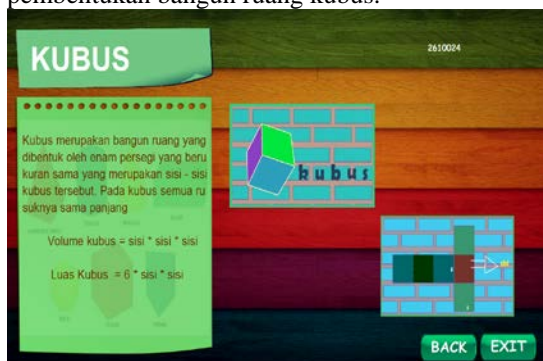 pembentukan bangun ruang kubus.
KUBUS
2610024
Kubus merupakan bangun ruang yang
dibentuk oleh enam persegi yang beru
kuran sama yang merupakan sisi - sisi
kubus tersebut. Pada kubus semua ru
suknya sama panjang
Volume kubus = sisi * sisi * sisi
Luas Kubus = 6 * sisi * sisi
kubus
BACK
EXIT